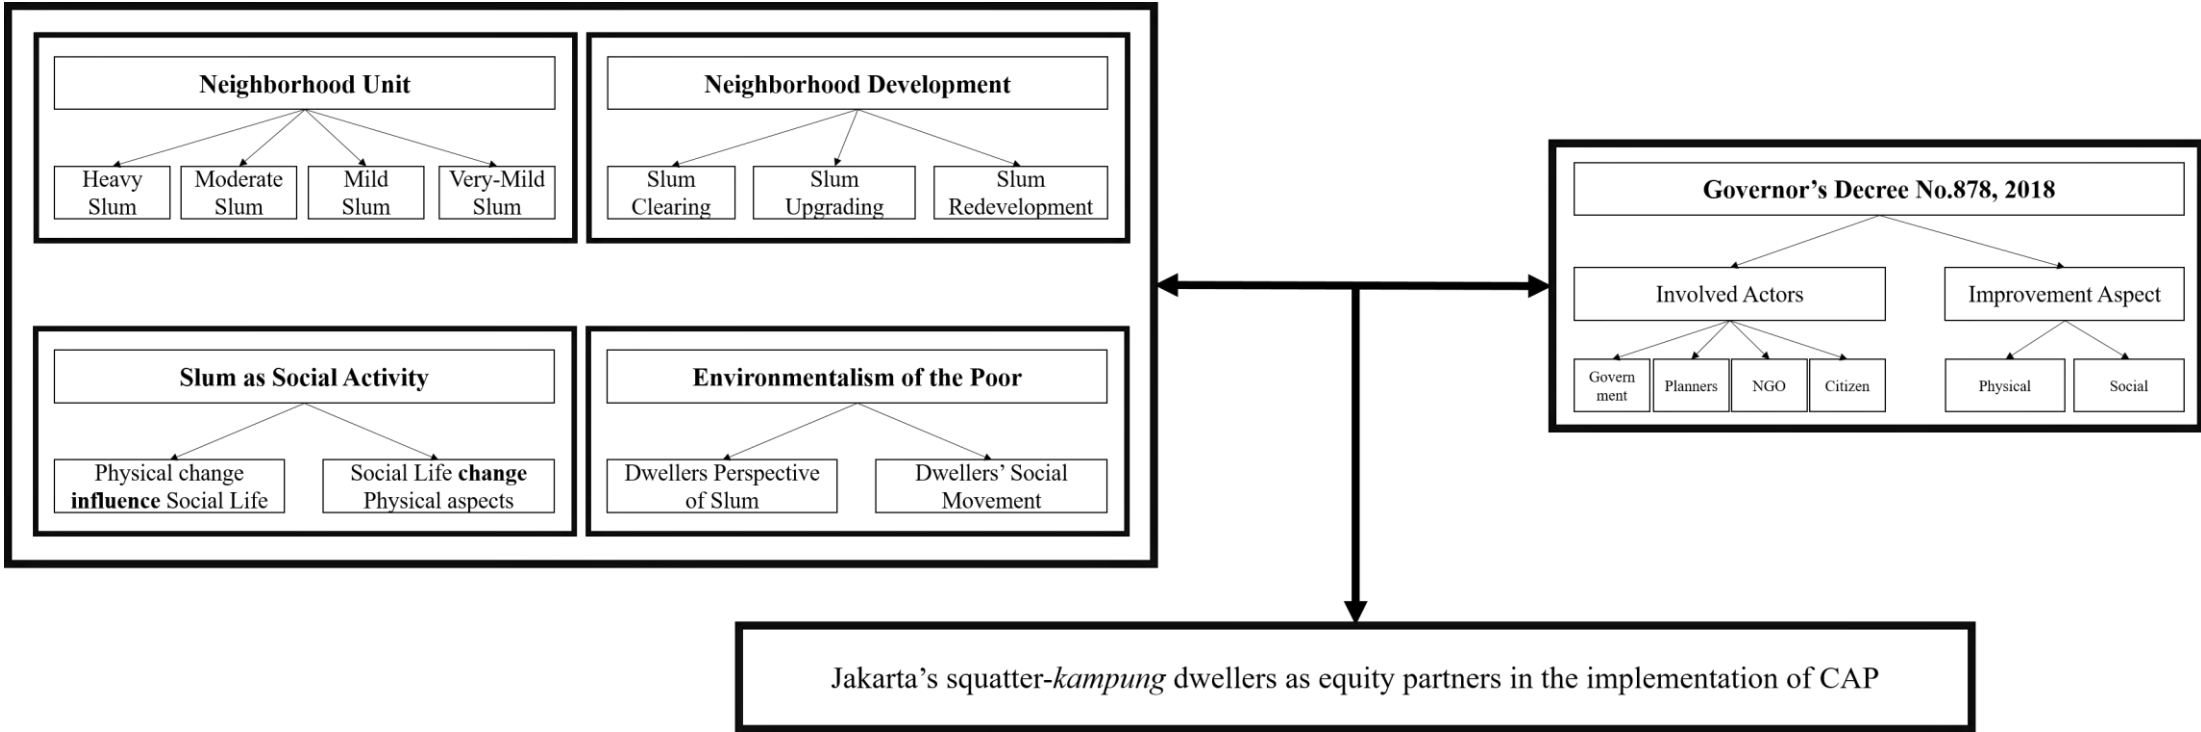 Neighborhood Unit
Heavy
Slum
Moderate
Slum
Mild
Slum
Very-Mild
Slum
Neighborhood Development
Slum
Clearing
Slum
Upgrading
Slum
Redevelopment
Slum as Social Activity
Physical change
influence Social Life
Social Life change
Physical aspects
Environmentalism of the Poor
Dwellers Perspective
of Slum
Dwellers’ Social
Movement
Governor’s Decree No.878, 2018
Involved Actors
Govern
ment
Planners
NGO
Citizen
Improvement Aspect
Physical
Social
Jakarta’s squatter-kampung dwellers as equity partners in the implementation of CAP